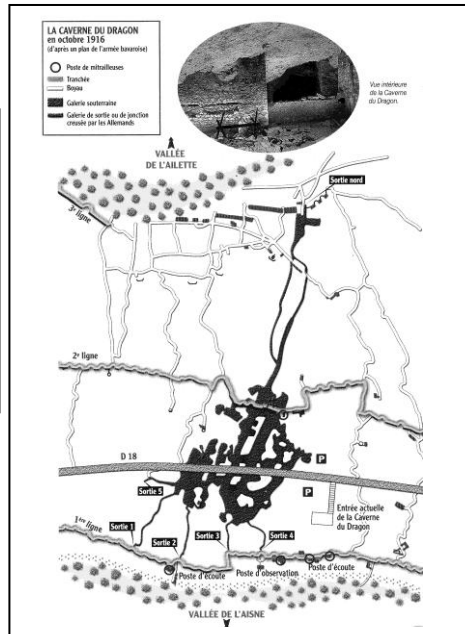 LA CAVERNE DU DRAGON
en octobre 1916
(d'après un plan de l'armée bavaroise)
Poste de mitrailleuses
Tranchée
Boyau
Galerie souterraine
Galerie de sortie ou de jonction
creusée par les Allemands
Vue intérieure
de la Caverne
du Dragon.
VALLÉE
DE L'AILETTE
Sortie nord
3e ligne
2e ligne
D 18
P
P
Sortie 5
Entrée actuelle
de la Caverne
du Dragon
1ère ligne
Sortie 1
Sortie 2
Sortie 3
Sortie 4
Poste d'écoute
Poste d'observation
Poste d'écoute
VALLÉE DE L'AISNE